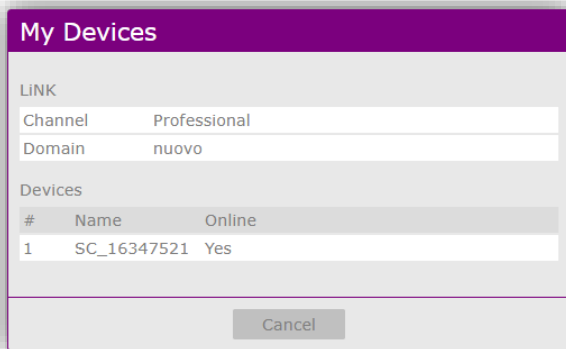 My Devices
LiNK
Channel Professional
Domain nuovo
Devices
# Name Online
1 SC_16347521 Yes
Cancel